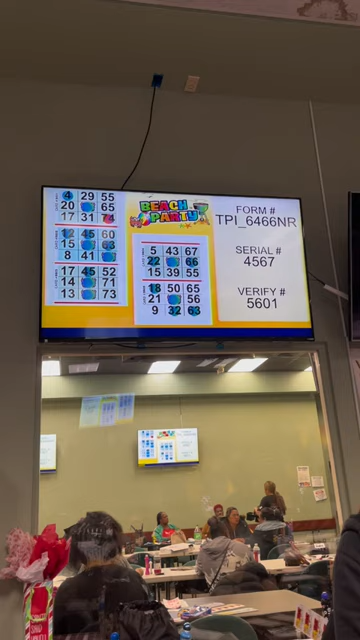 4 29 55
20 65
17 31 74
12 45 60
15 63
8 41
17 45 52
14 71
14 13 73
BEACH
PARTY
5 43 67
22 66
15 39 55
18 50 65
21 56
9 32 63
FORM #
TPI_6466NR
SERIAL #
4567
VERIFY #
5601